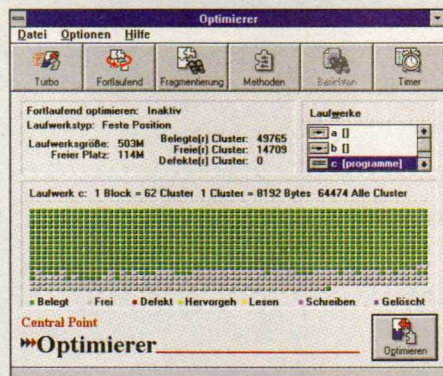 Optimierer
Datei Optionen Hilfe
Turbo Fortlaufend Fragmentierung Methoden Berichten Timer
Fortlaufend optimieren: Inaktiv
Laufwerkstyp: Feste Position
Laufwerksgröße: 503M
Freier Platz: 114M
Belegte(r) Cluster: 49765
Freie(r) Cluster: 14709
Defekte(r) Cluster: 0
Laufwerke
a []
b []
c [programme]
Laufwerk c: 1 Block = 62 Cluster 1 Cluster = 8192 Bytes 64474 Alle Cluster
Belegt Frei Defekt Hervorgeh Lesen Schreiben Gelöscht
Central Point
Optimierer
Optimieren